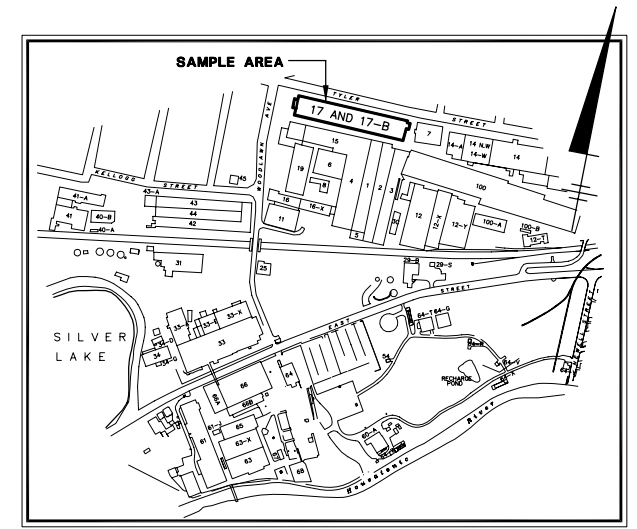 SAMPLE AREA
TYLER
STREET
17 AND 17-B
WOODLAWN AVE
7
14-A
14 N.W
14-W
14
15
6
19
8
4
1
2
3
100
KELLOGG STREET
45
43-A
41-A
43
44
42
40-B
41
40-A
16
16-X
11
5
30
12
12-X
12-Y
100-A
100-B
12-T
31
25
29-B
29-S
EAST STREET
64-T
64-G
SILVER
LAKE
33-X
33
34
66
64
65
66B
61
63-X
63
68
RECHARGE
POND
60-A
Housatonic River